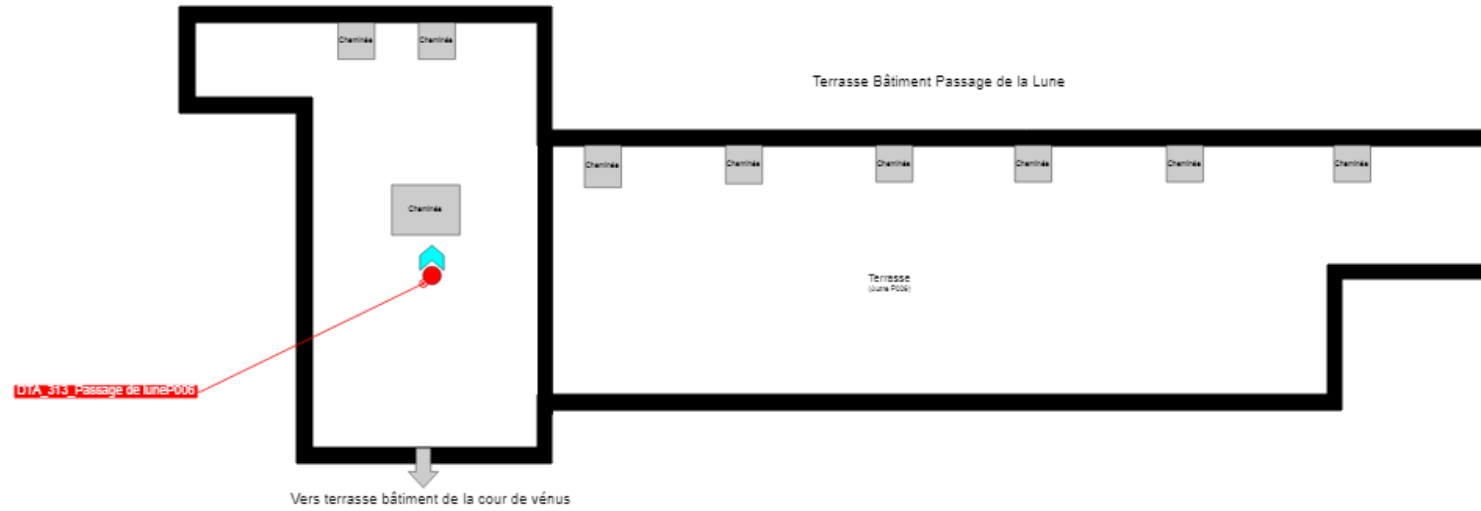 Cheminée
Cheminée
Terrasse Bâtiment Passage de la Lune
Cheminée
Cheminée
Cheminée
Cheminée
Cheminée
Cheminée
Cheminée
Terrasse
DTA_313_Passage de luneP006
Vers terrasse bâtiment de la cour de vénus